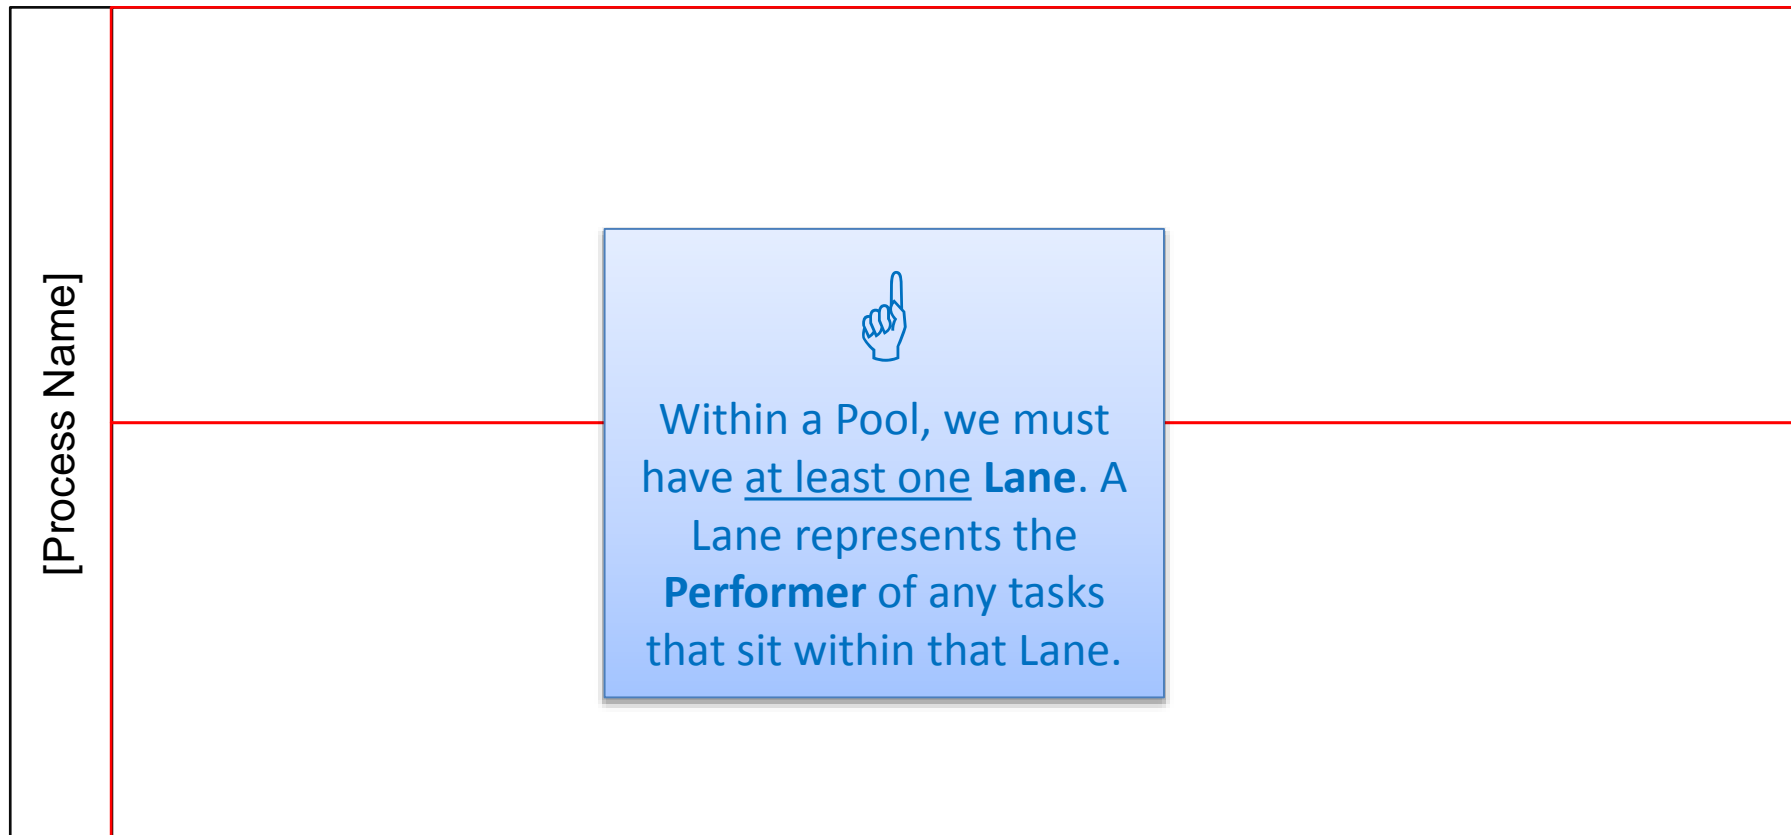 [Process Name]
Within a Pool, we must
have at least one Lane. A
Lane represents the
Performer of any tasks
that sit within that Lane.